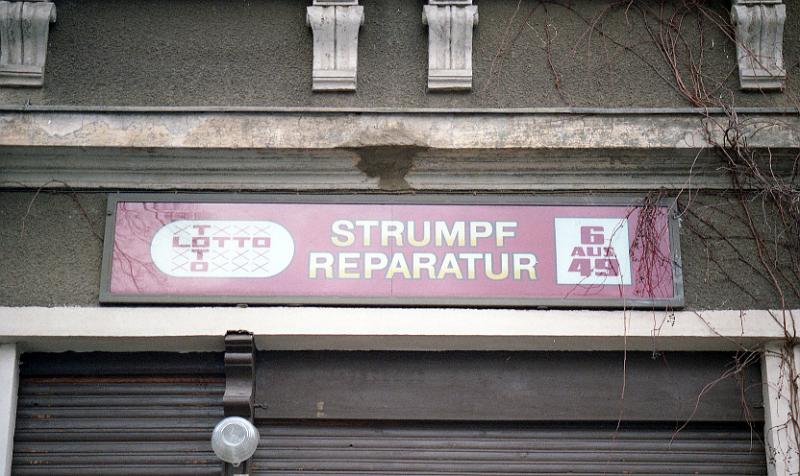 TOTO
LOTTO
STRUMPF
REPARATUR
6
AUS
49